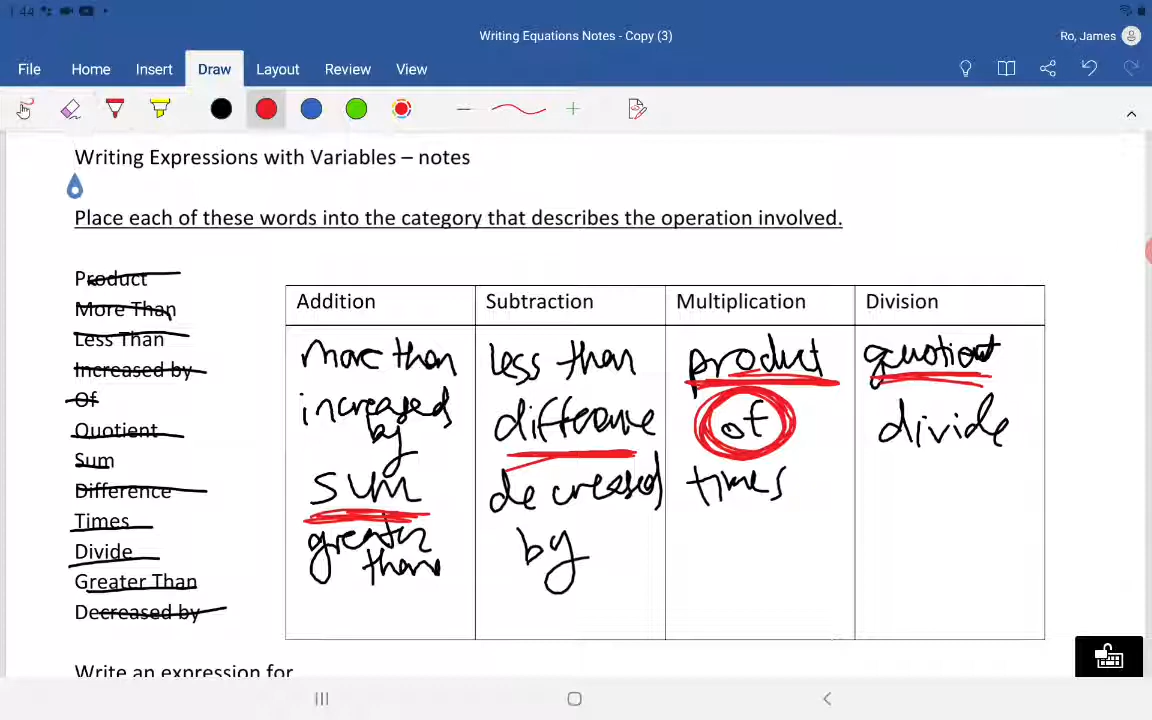 1:44
Writing Equations Notes - Copy (3)
Ro, James
File Home Insert Draw Layout Review View
Writing Expressions with Variables – notes
Place each of these words into the category that describes the operation involved.
Product
More Than
Less Than
Increased by
Of
Quotient
Sum
Difference
Times
Divide
Greater Than
Decreased by
Addition Subtraction Multiplication Division
more than
increased
by
sum
greater
than
less than
difference
decreased
by
product
of
times
quotient
divide
Write an expression for